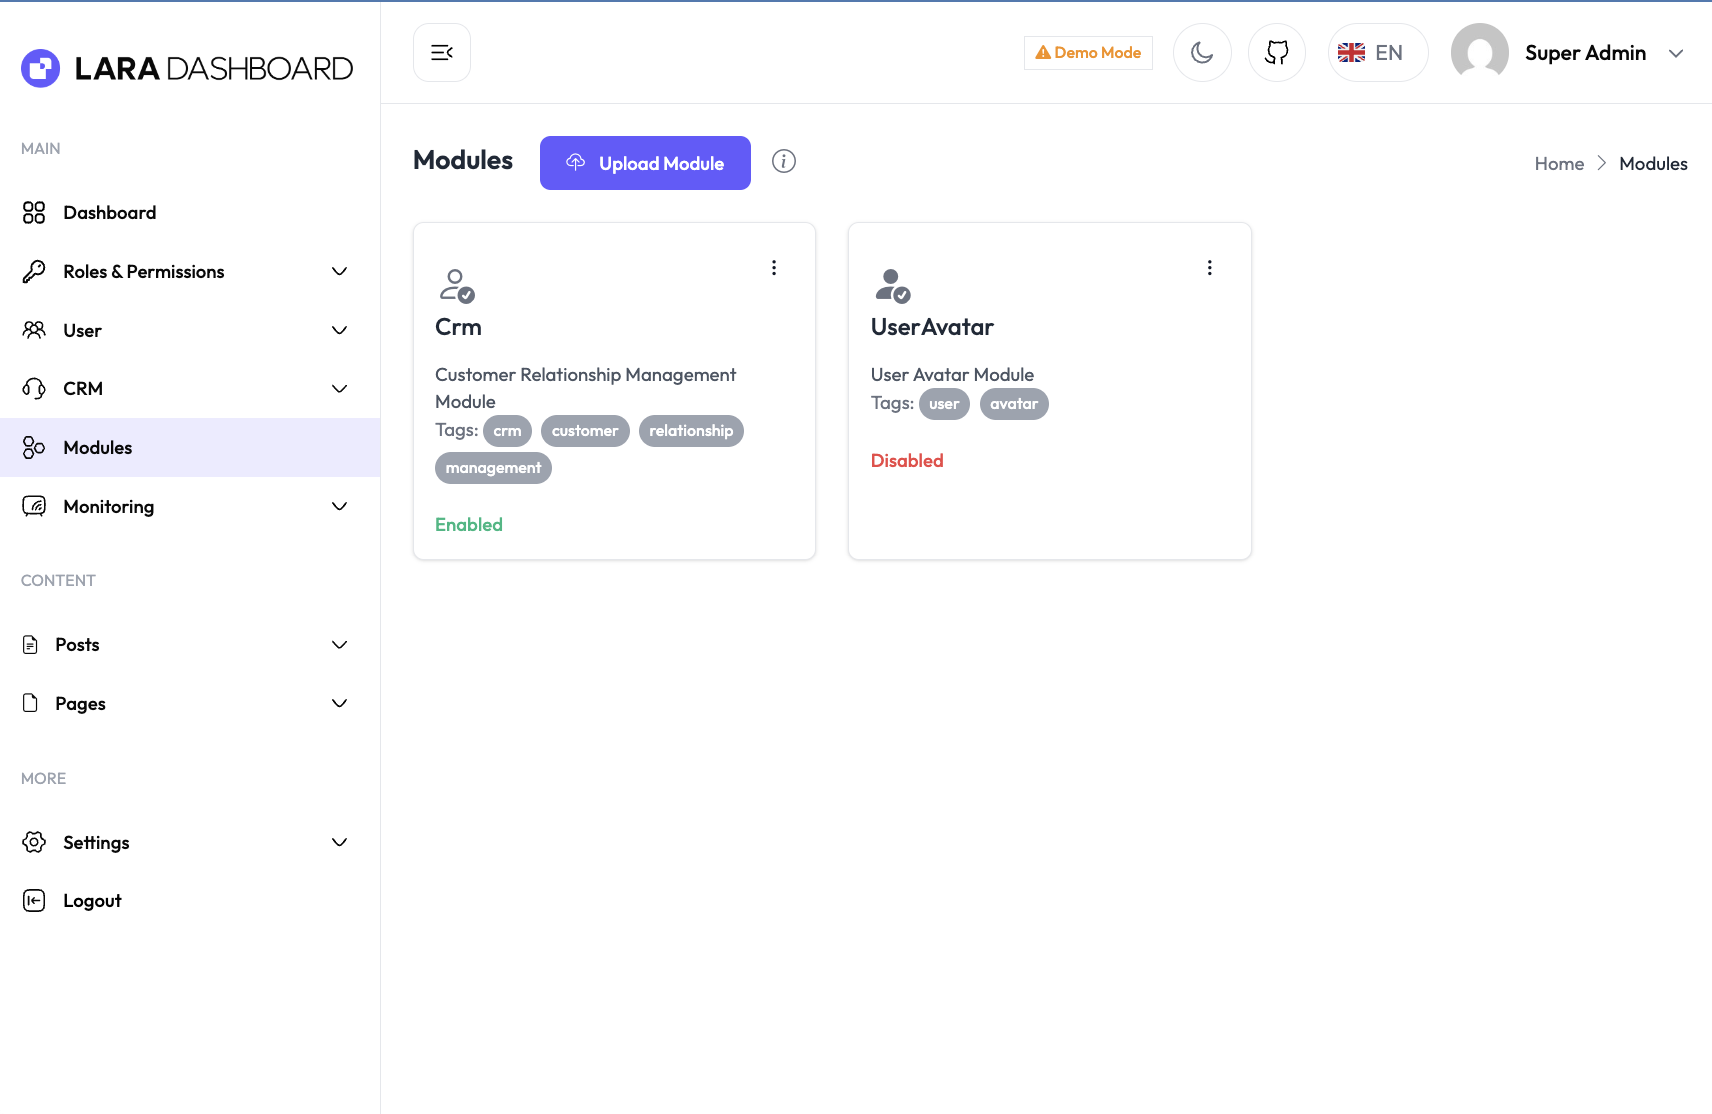 LARA DASHBOARD
Demo Mode
EN
Super Admin
MAIN
Dashboard
Roles & Permissions
User
CRM
Modules
Monitoring
CONTENT
Posts
Pages
MORE
Settings
Logout
Modules
Upload Module
Home
Modules
Crm
Customer Relationship Management
Module
Tags: crm customer relationship
management
Enabled
UserAvatar
User Avatar Module
Tags: user avatar
Disabled